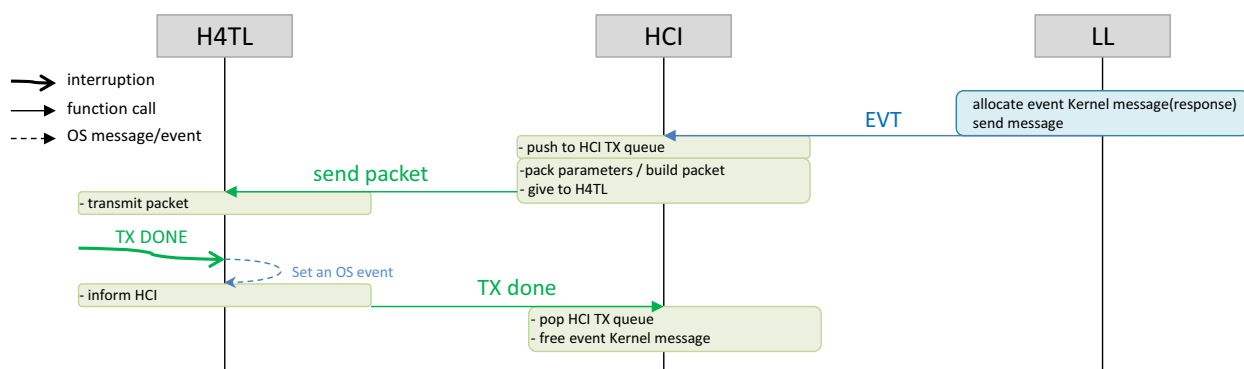 H4TL
HCI
LL
interruption
function call
OS message/event
allocate event Kernel message(response)
send message
EVT
- push to HCI TX queue
-pack parameters / build packet
- give to H4TL
send packet
- transmit packet
TX DONE
Set an OS event
- inform HCI
TX done
- pop HCI TX queue
- free event Kernel message